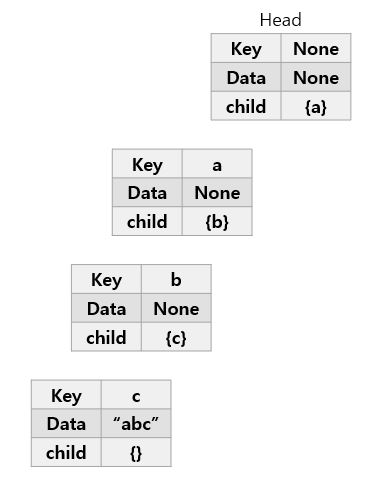 Head
Key None
Data None
child {a}
Key a
Data None
child {b}
Key b
Data None
child {c}
Key c
Data “abc”
child {}